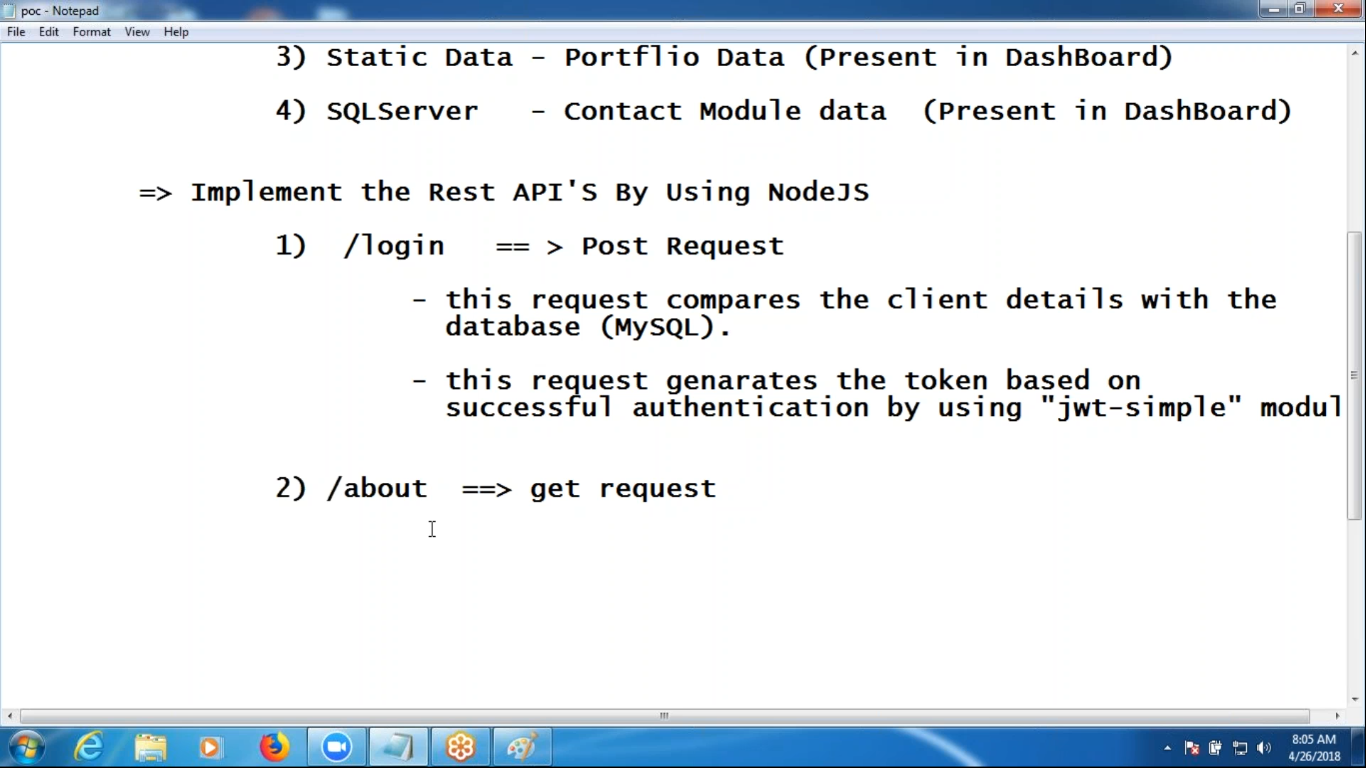 poc - Notepad
File Edit Format View Help
3) Static Data - Portflio Data (Present in DashBoard)
4) SQLServer - Contact Module data (Present in DashBoard)
=> Implement the Rest API'S By Using NodeJS
1) /login == > Post Request
- this request compares the client details with the
database (MySQL).
- this request genarates the token based on
successful authentication by using "jwt-simple" modul
2) /about ==> get request
8:05 AM
4/26/2018